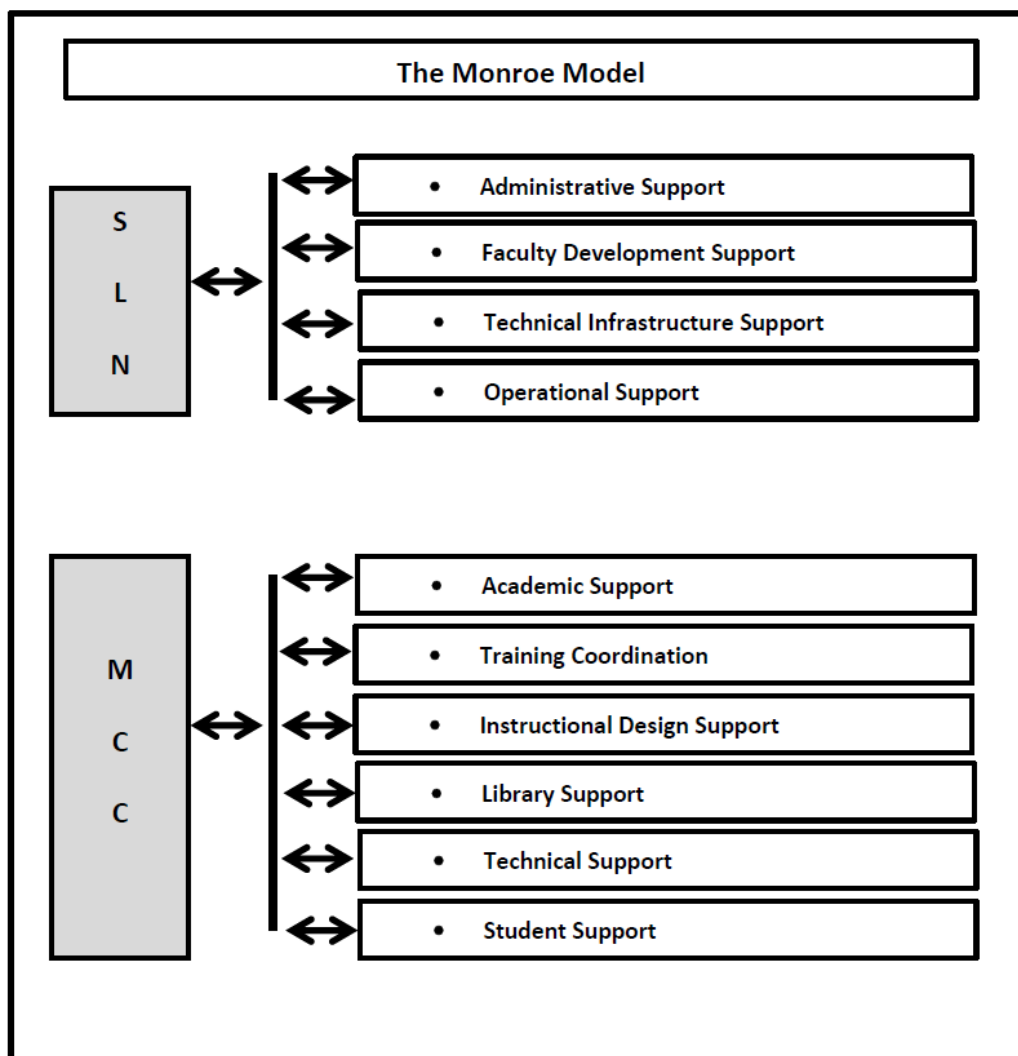 The Monroe Model
S
L
N
• Administrative Support
• Faculty Development Support
• Technical Infrastructure Support
• Operational Support
M
C
C
• Academic Support
• Training Coordination
• Instructional Design Support
• Library Support
• Technical Support
• Student Support